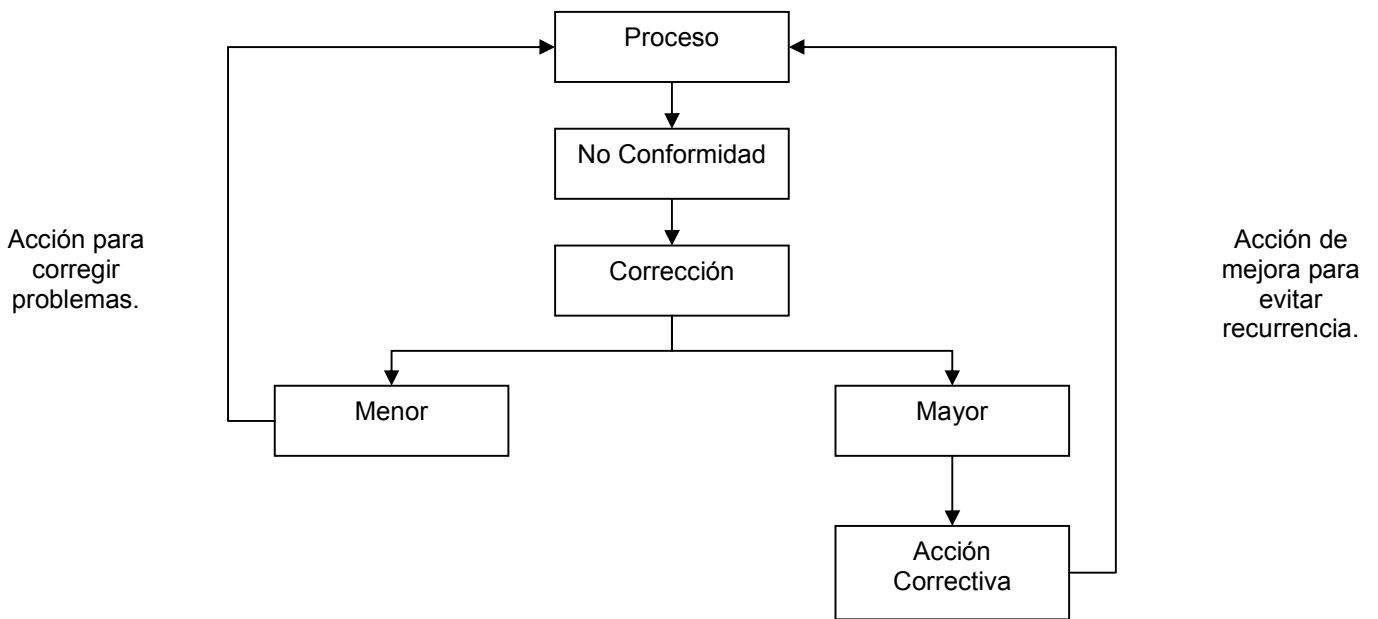 Proceso
No Conformidad
Acción para
corregir
problemas.
Corrección
Acción de
mejora para
evitar
recurrencia.
Menor
Mayor
Acción
Correctiva